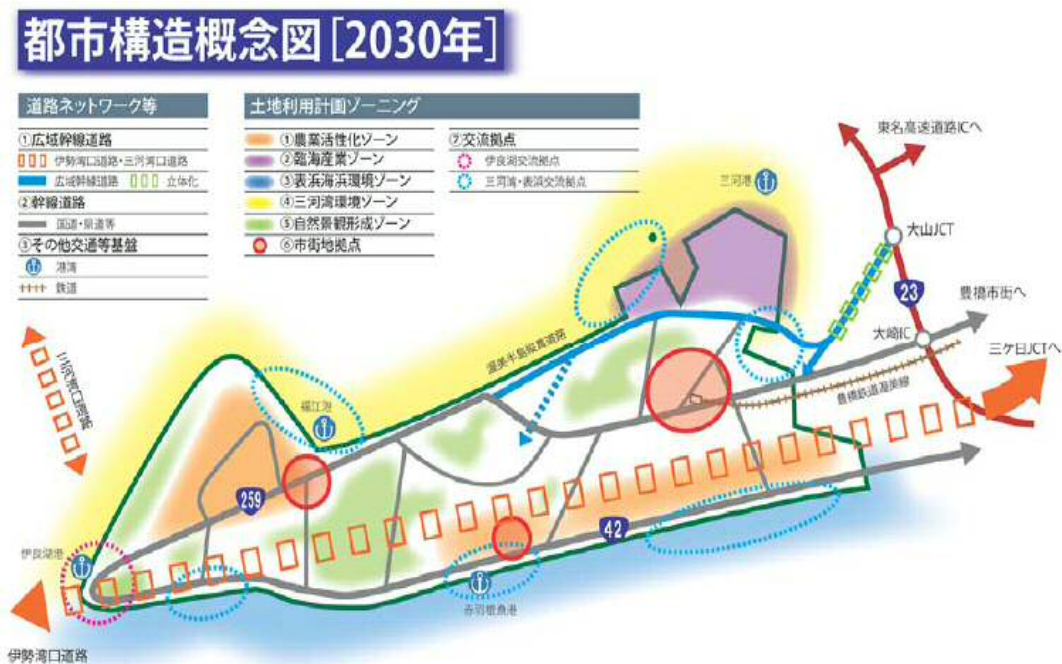 都市構造概念図[2030年]
道路ネットワーク等
①広域幹線道路
伊勢湾口道路・三河湾口道路
広域幹線道路 立体化
②幹線道路
国道・県道等
③その他交通等基盤
港湾
鉄道
土地利用計画ゾーニング
①農業活性化ゾーン
②臨海産業ゾーン
③表浜海浜環境ゾーン
④三河湾環境ゾーン
⑤自然景観形成ゾーン
⑥市街地拠点
⑦交流拠点
伊良湖交流拠点
三河湾・表浜交流拠点
東名高速道路ICへ
三河港
大山JCT
23
豊橋市街へ
大崎IC
三ケ日JCTへ
豊橋鉄道渥美線
渥美半島縦貫道路
三河湾口道路
福江港
259
42
伊良湖港
赤羽根漁港
伊勢湾口道路